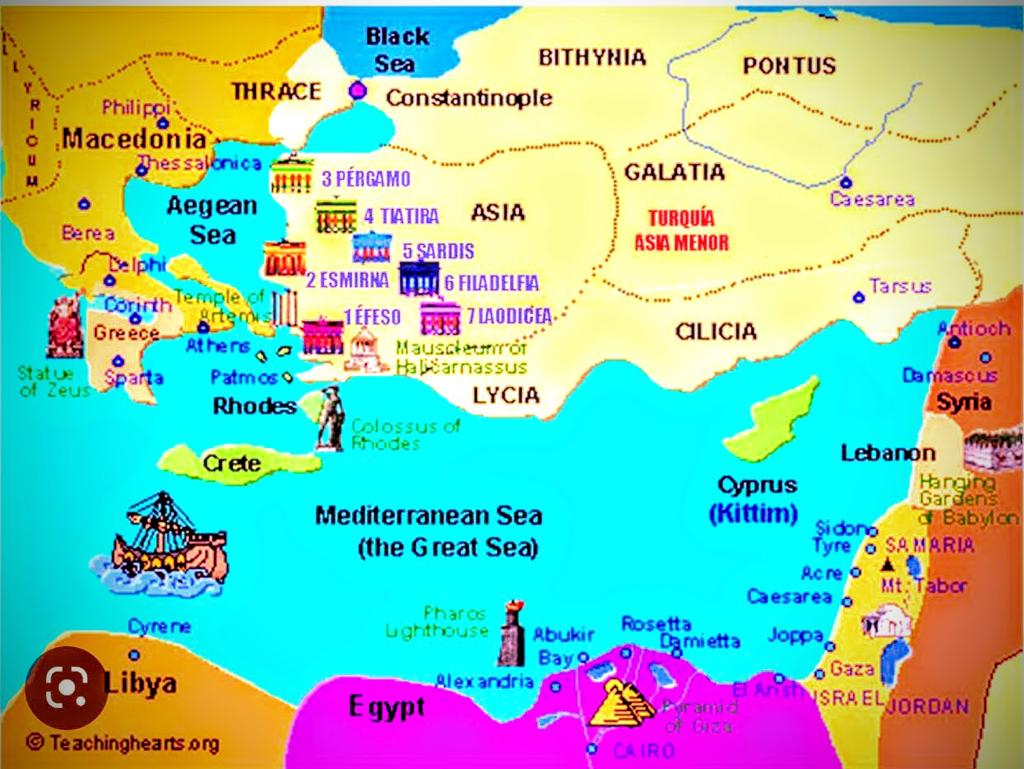 Black
Sea
BITHYNIA
PONTUS
THRACE
Constantinople
ILLYRICUM
Philippi
Macedonia
Thessalonica
3 PÉRGAMO
GALATIA
Caesarea
Aegean
Sea
4 TIATIRA
ASIA
TURQUÍA
ASIA MENOR
Berea
5 SARDIS
Delphi
2 ESMIRNA
6 FILADELFIA
Tarsus
Corinth
Temple of
Artemis
1 ÉFESO
7 LAODICEA
Greece
CILICIA
Antioch
Athens
Mausoleum of
Halicarnassus
Statue
of Zeus
Sparta
Patmos
Damascus
LYCIA
Syria
Rhodes
Colossus of
Rhodes
Crete
Lebanon
Cyprus
(Kittim)
Hanging
Gardens
of Babylon
Mediterranean Sea
(the Great Sea)
Sidon
Tyre
SAMARIA
Acre
Mt. Tabor
Caesarea
Pharos
Lighthouse
Cyrene
Abukir
Bay
Rosetta
Damietta
Joppa
Gaza
Libya
Alexandria
El Arish
ISRAEL
JORDAN
Egypt
Pyramid
of Giza
CAIRO
© Teachinghearts.org